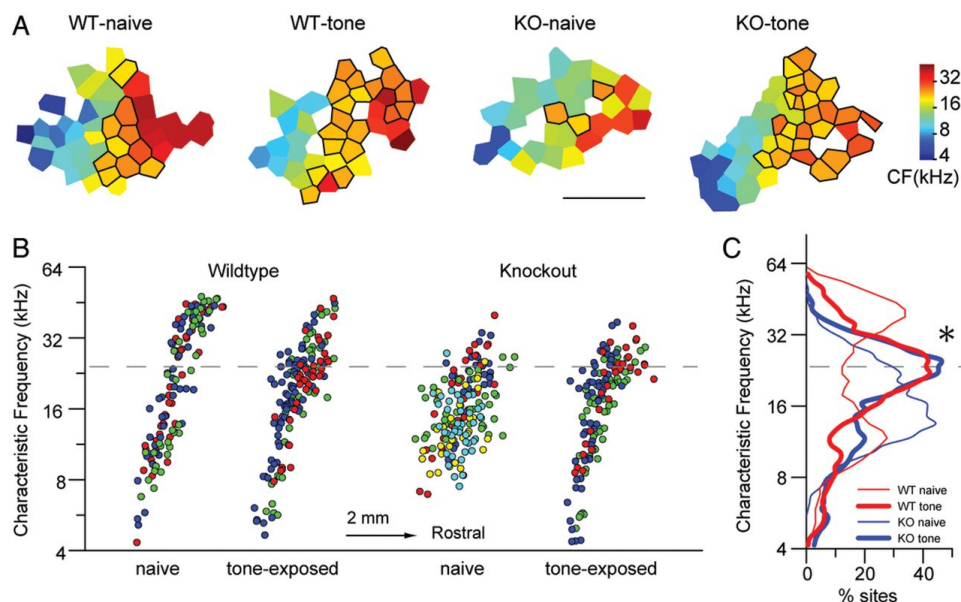 A
WT-naive
WT-tone
KO-naive
KO-tone
32
16
8
4
CF(kHz)
B
Characteristic Frequency (kHz)
64
32
16
8
4
Wildtype
Knockout
2 mm
Rostral
naive
tone-exposed
naive
tone-exposed
C
Characteristic Frequency (kHz)
64
32
16
8
4
*
WT naive
WT tone
KO naive
KO tone
0
20
40
% sites